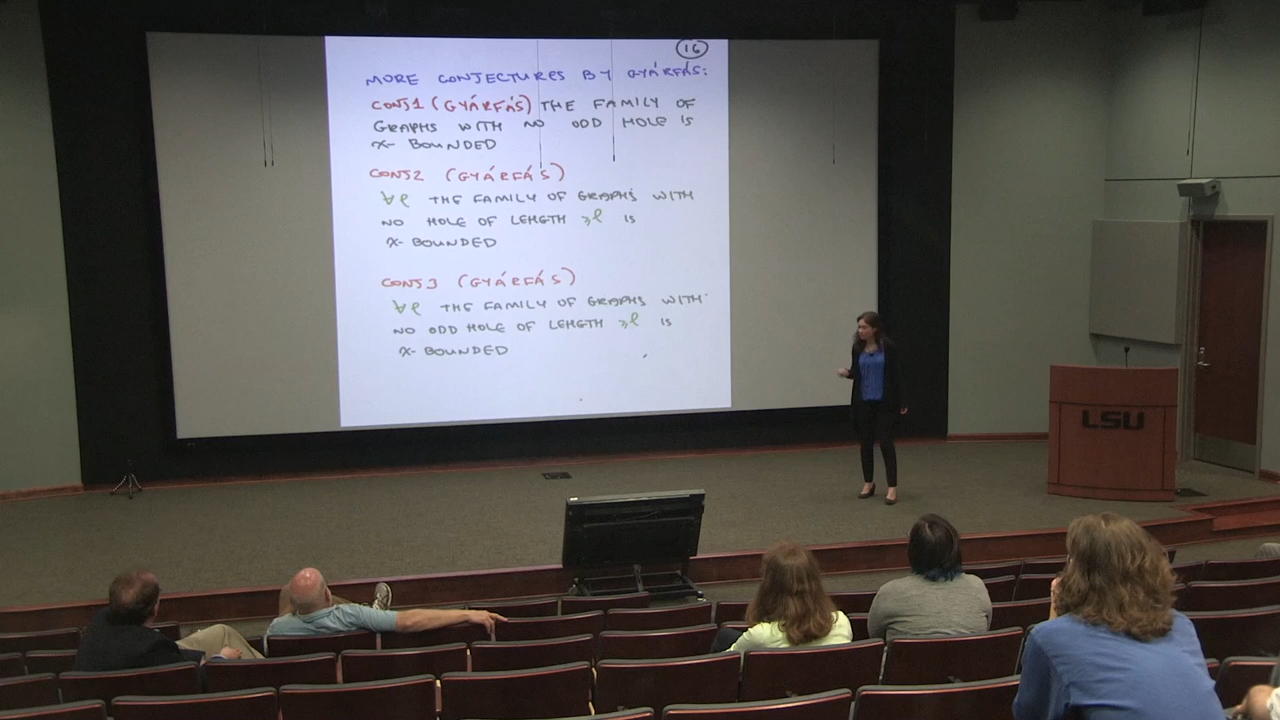 16
MORE CONJECTURES BY GYÁRFÁS:
CONJ1 (GYÁRFÁS) THE FAMILY OF
GRAPHS WITH NO ODD HOLE IS
χ- BOUNDED
CONJ2 (GYÁRFÁS)
∀ℓ THE FAMILY OF GRAPHS WITH
NO HOLE OF LENGTH ≥ℓ IS
χ- BOUNDED
CONJ3 (GYÁRFÁS)
∀ℓ THE FAMILY OF GRAPHS WITH
NO ODD HOLE OF LENGTH ≥ℓ IS
χ- BOUNDED
LSU